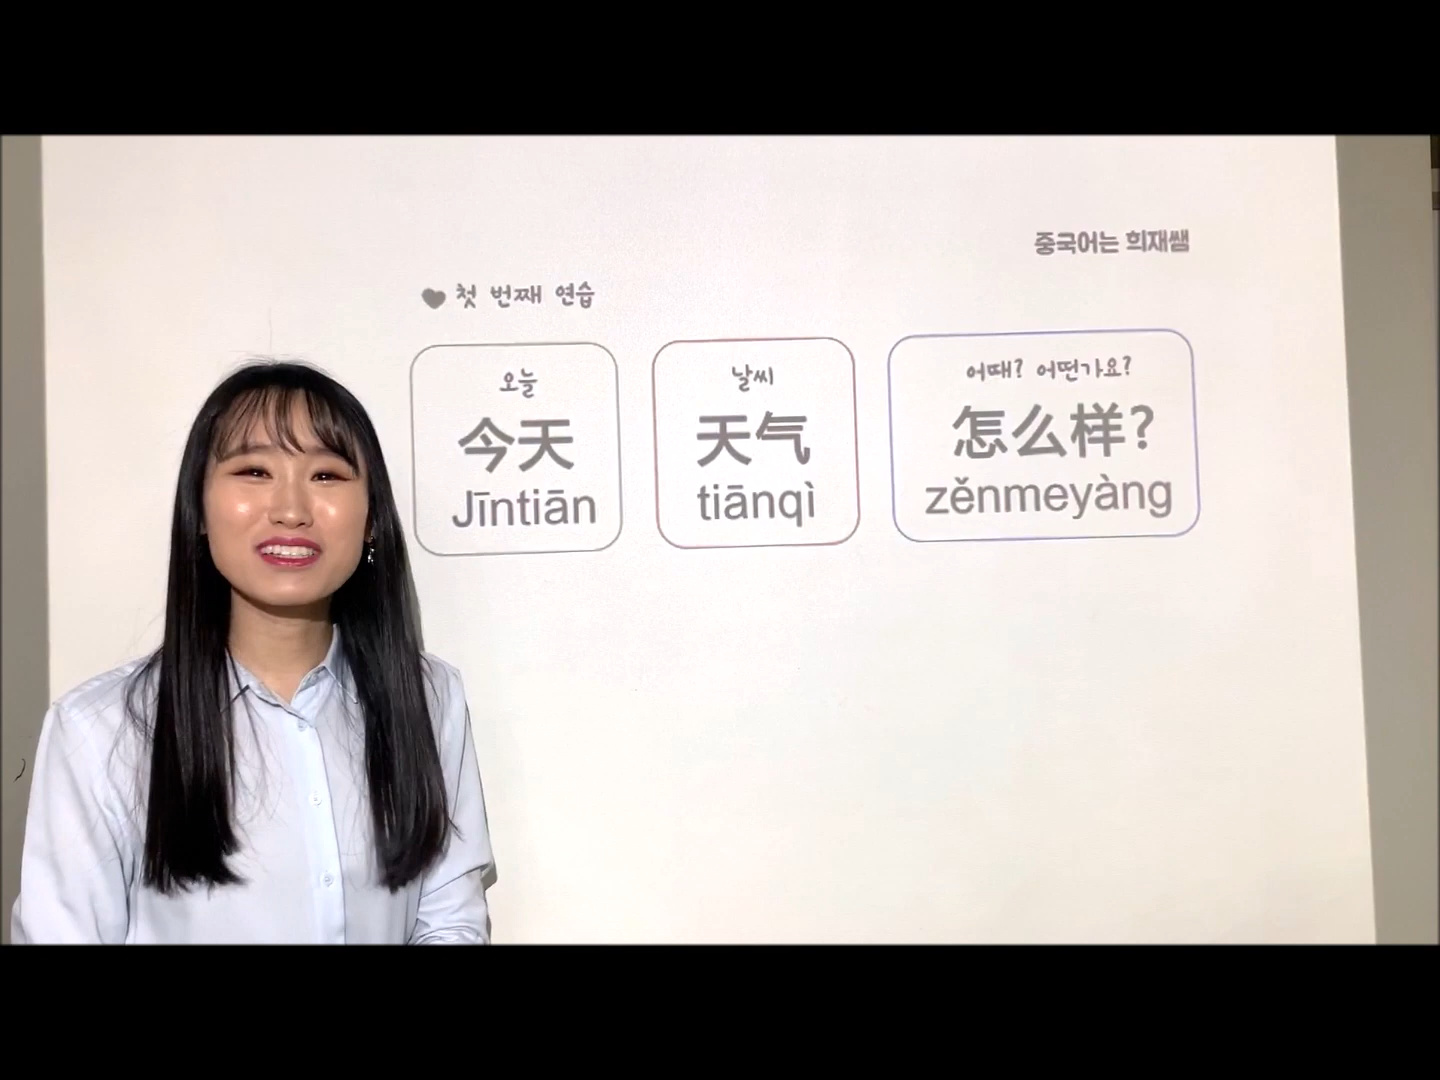 중국어는 희재쌤
♥ 첫 번째 연습
오늘
今天
Jīntiān
날씨
天气
tiānqì
어때? 어떤가요?
怎么样?
zěnmeyàng